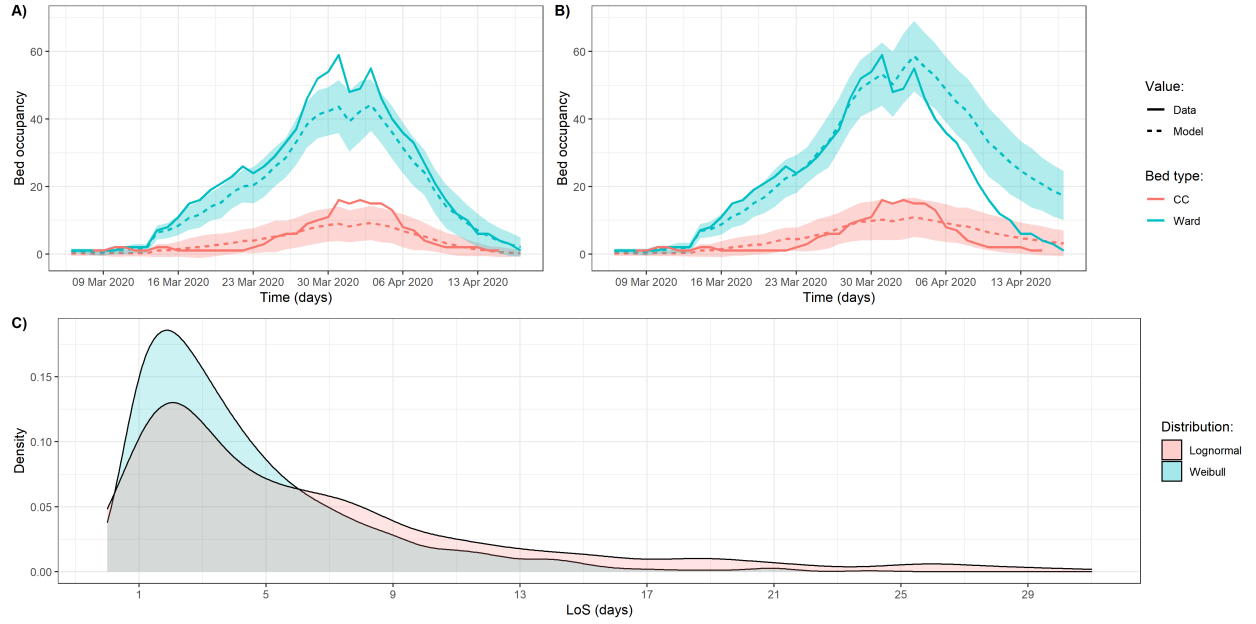 A)
B)
Bed occupancy
60
40
20
0
09 Mar 2020
16 Mar 2020
23 Mar 2020
30 Mar 2020
06 Apr 2020
13 Apr 2020
Time (days)
Bed occupancy
60
40
20
0
09 Mar 2020
16 Mar 2020
23 Mar 2020
30 Mar 2020
06 Apr 2020
13 Apr 2020
Time (days)
Value:
Data
Model
Bed type:
CC
Ward
C)
Density
0.15
0.10
0.05
0.00
1
5
9
13
17
21
25
29
LoS (days)
Distribution:
Lognormal
Weibull